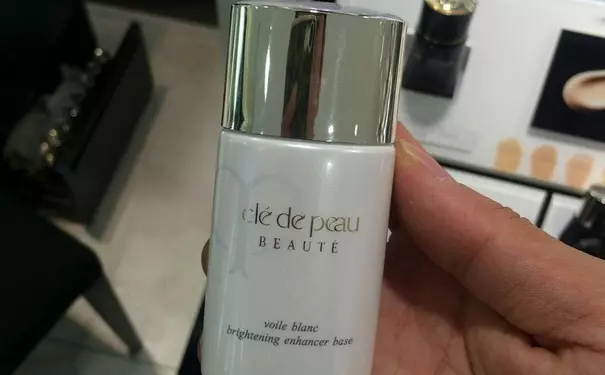 clé de peau
BEAUTÉ
voile blanc
brightening enhancer base